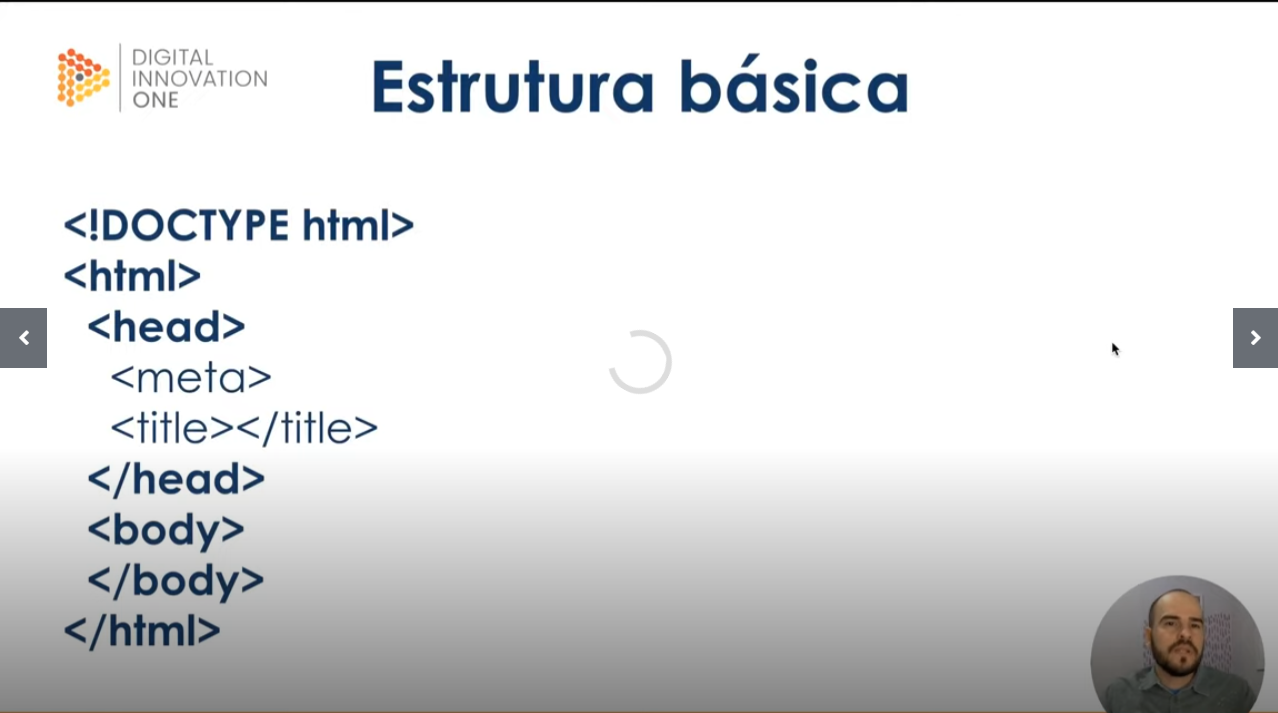 DIGITAL
INNOVATION
ONE
Estrutura básica
<!DOCTYPE html>
<html>
<head>
<meta>
<title></title>
</head>
<body>
</body>
</html>